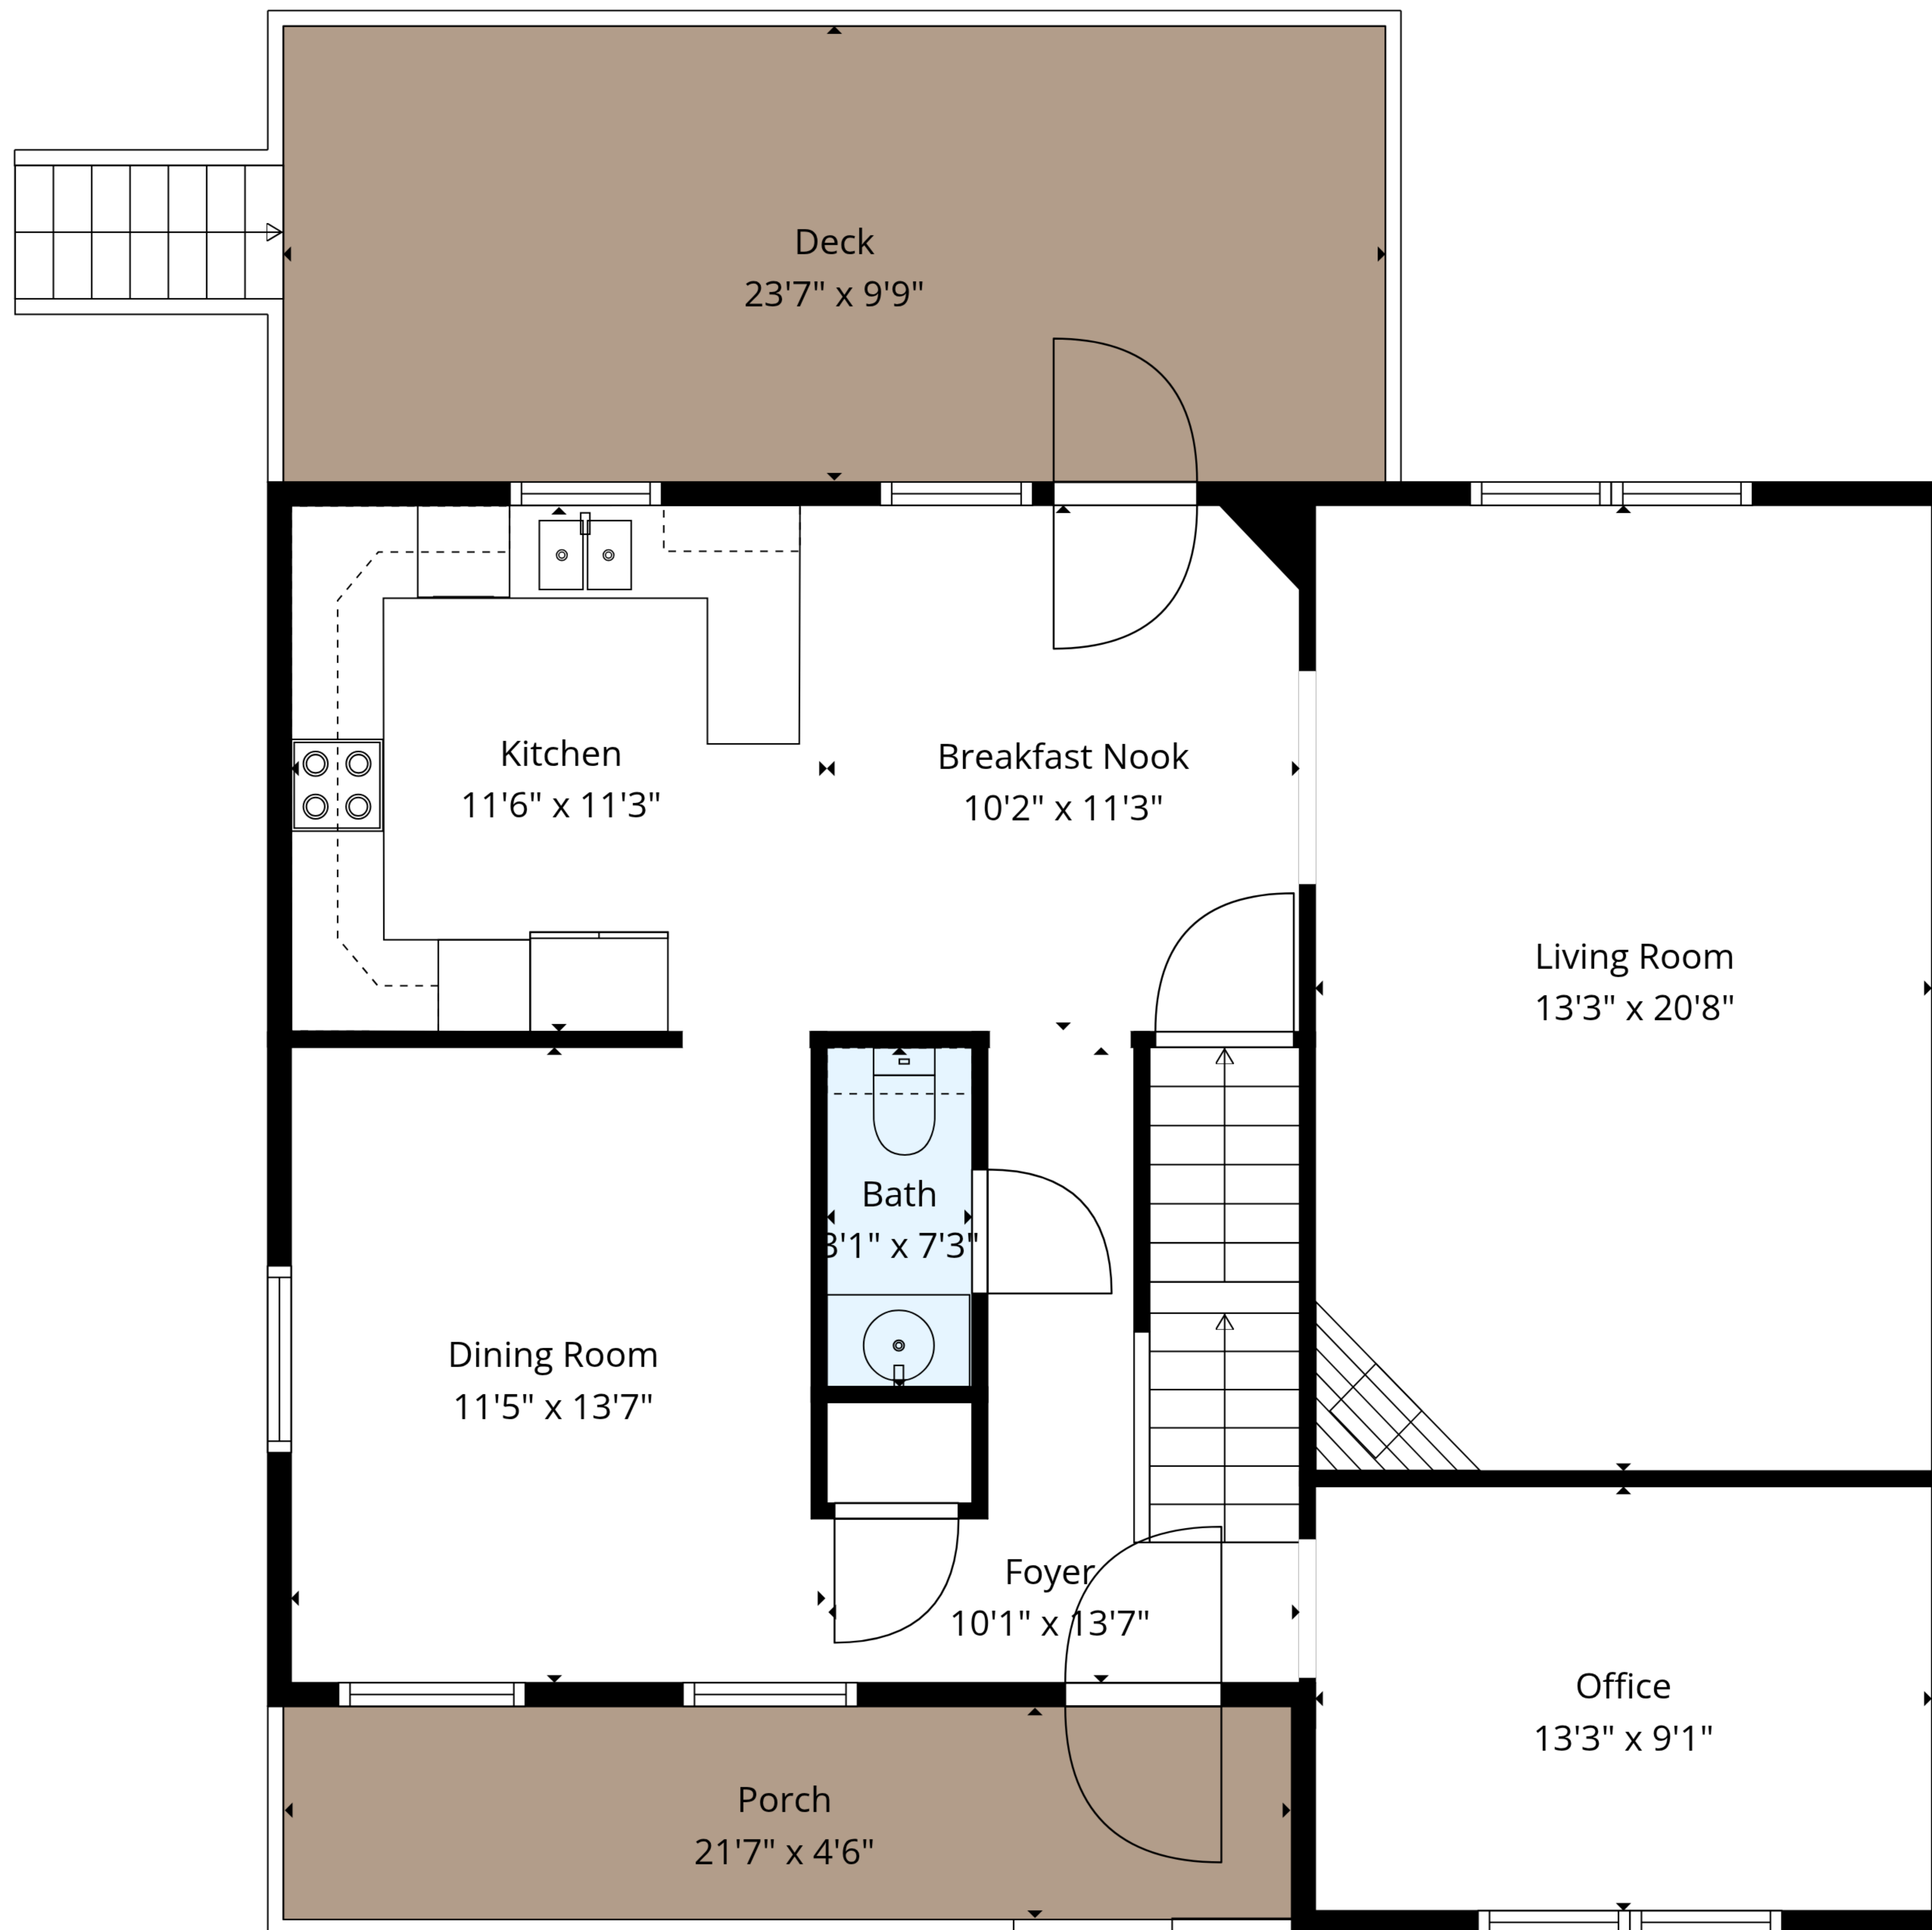 Deck
23'7" x 9'9"
Kitchen
11'6" x 11'3"
Breakfast Nook
10'2" x 11'3"
Living Room
13'3" x 20'8"
Bath
3'1" x 7'3"
Dining Room
11'5" x 13'7"
Foyer
10'1" x 13'7"
Office
13'3" x 9'1"
Porch
21'7" x 4'6"